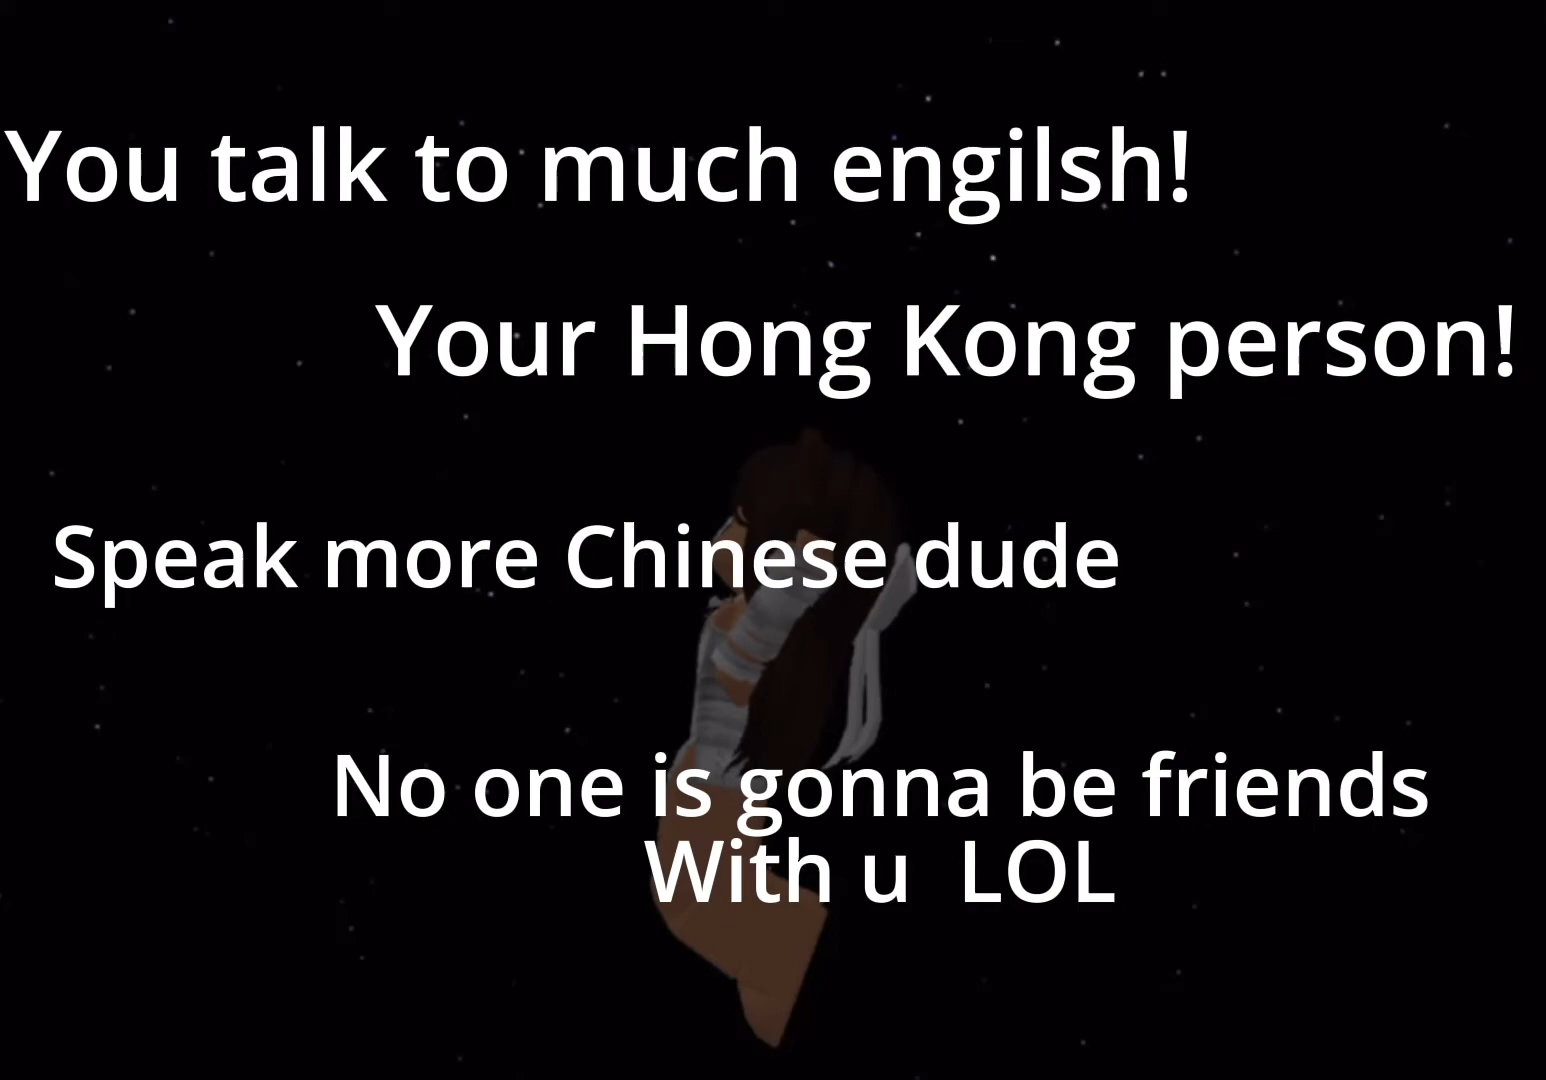 You talk to much engilsh!
Your Hong Kong person!
Speak more Chinese dude
No one is gonna be friends
With u  LOL